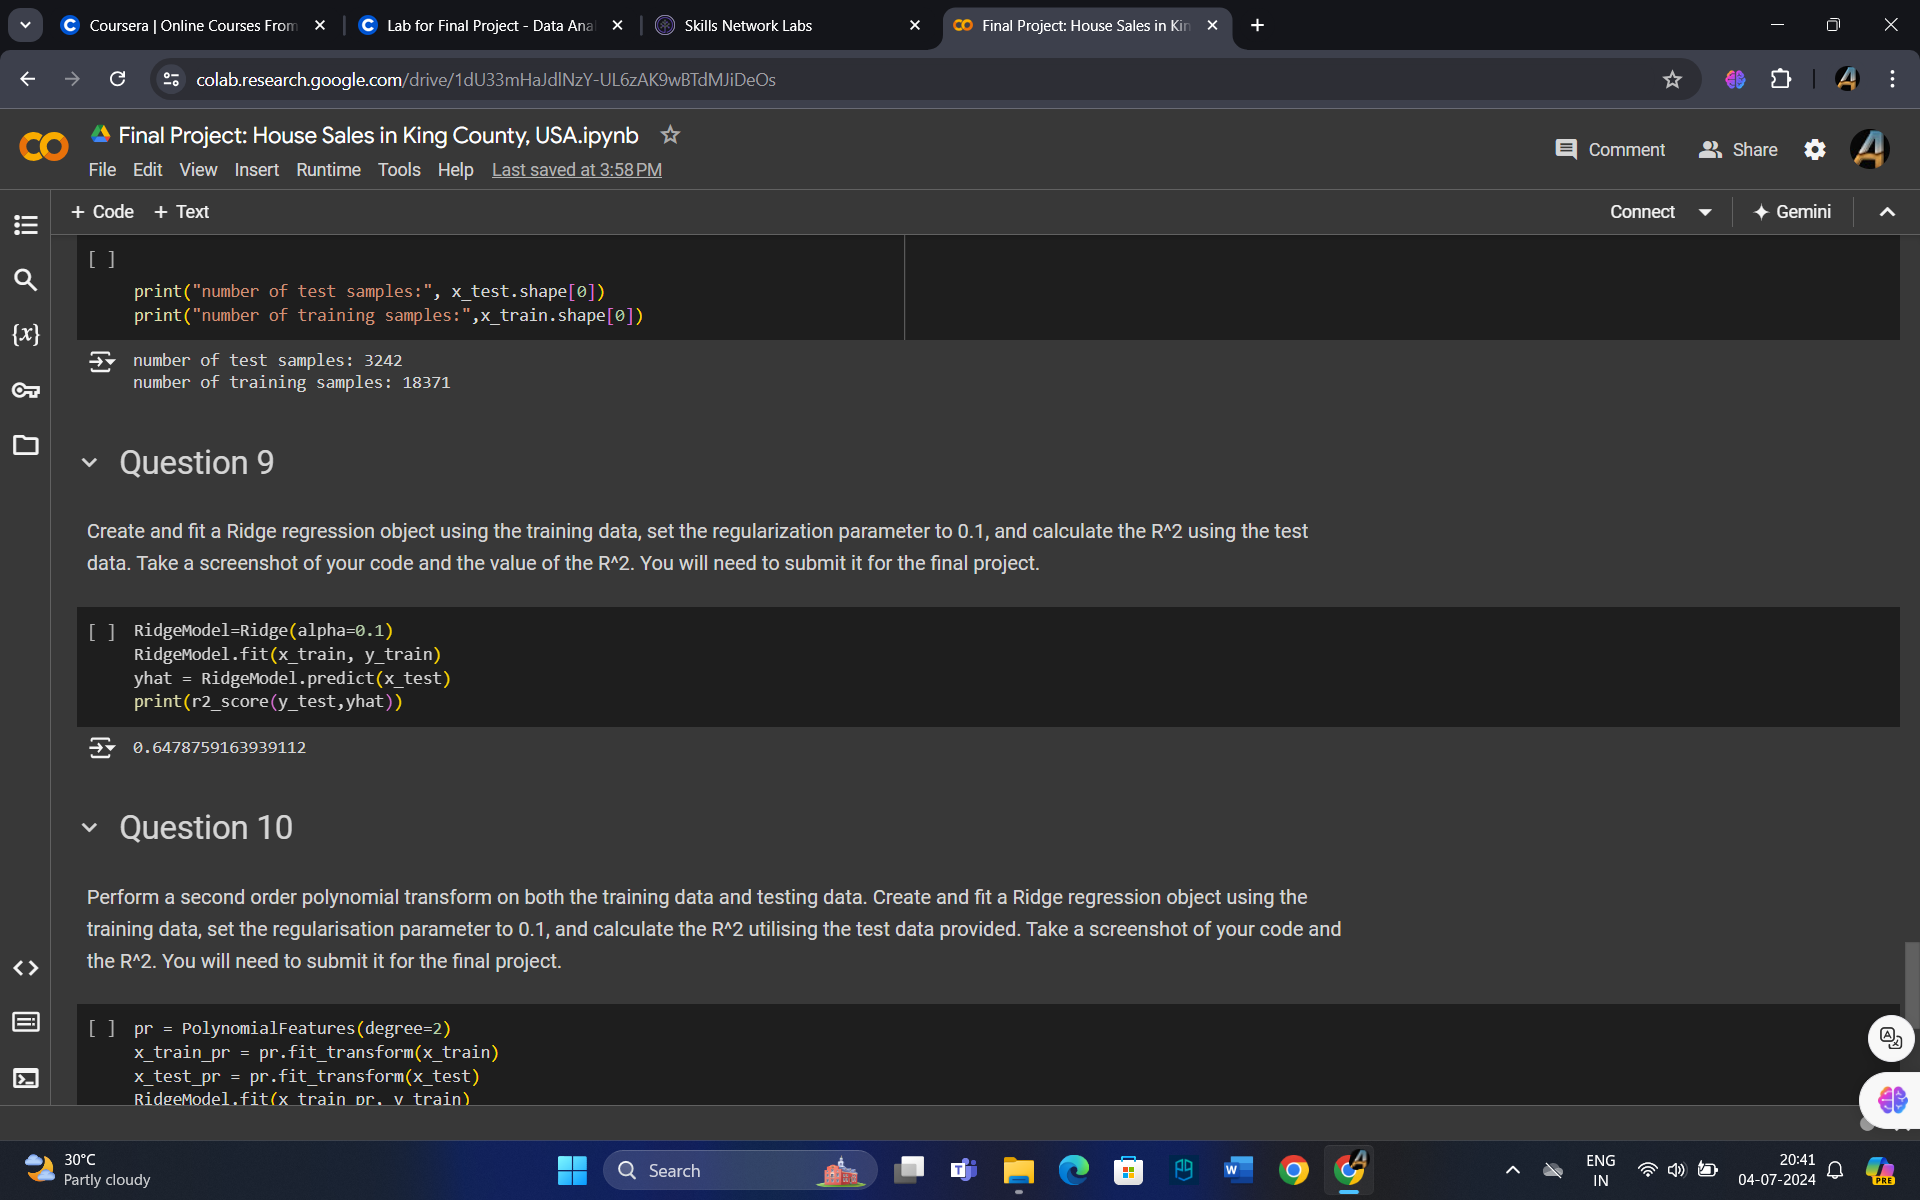 Coursera | Online Courses From
Lab for Final Project - Data Anal
Skills Network Labs
Final Project: House Sales in Kin
colab.research.google.com/drive/1dU33mHaJdlNzY-UL6zAK9wBTdMJiDeOs
Final Project: House Sales in King County, USA.ipynb
Comment
Share
File Edit View Insert Runtime Tools Help Last saved at 3:58 PM
+ Code + Text
Connect
Gemini
[ ]
print("number of test samples:", x_test.shape[0])
print("number of training samples:",x_train.shape[0])
number of test samples: 3242
number of training samples: 18371
{x}
Question 9
Create and fit a Ridge regression object using the training data, set the regularization parameter to 0.1, and calculate the R^2 using the test
data. Take a screenshot of your code and the value of the R^2. You will need to submit it for the final project.
[ ] RidgeModel=Ridge(alpha=0.1)
RidgeModel.fit(x_train, y_train)
yhat = RidgeModel.predict(x_test)
print(r2_score(y_test,yhat))
0.6478759163939112
Question 10
Perform a second order polynomial transform on both the training data and testing data. Create and fit a Ridge regression object using the
training data, set the regularisation parameter to 0.1, and calculate the R^2 utilising the test data provided. Take a screenshot of your code and
the R^2. You will need to submit it for the final project.
[ ] pr = PolynomialFeatures(degree=2)
x_train_pr = pr.fit_transform(x_train)
x_test_pr = pr.fit_transform(x_test)
RidgeModel.fit(x_train_pr, y_train)
30°C
Partly cloudy
Search
ENG
IN
20:41
04-07-2024
PRE